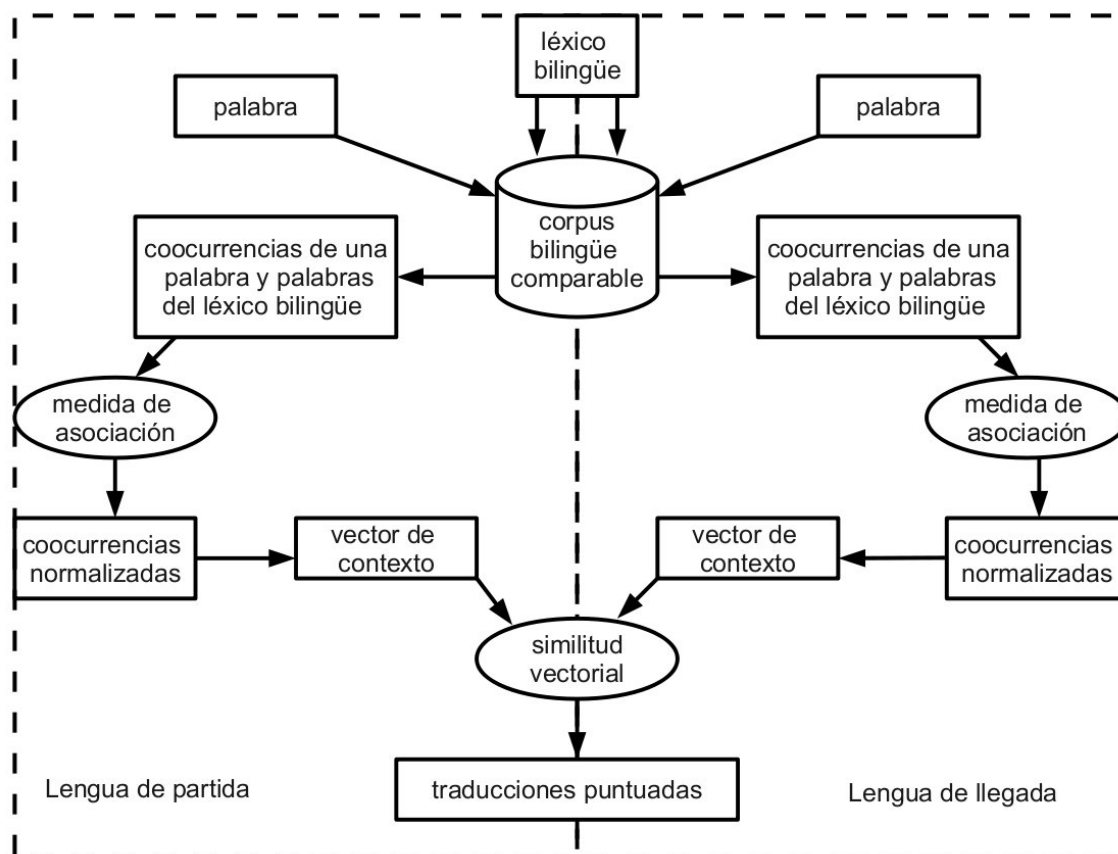 léxico
bilingüe
palabra
palabra
corpus
bilingüe
comparable
coocurrencias de una
palabra y palabras
del léxico bilingüe
coocurrencias de una
palabra y palabras
del léxico bilingüe
medida de
asociación
medida de
asociación
coocurrencias
normalizadas
vector de
contexto
vector de
contexto
coocurrencias
normalizadas
similitud
vectorial
traducciones puntuadas
Lengua de partida
Lengua de llegada